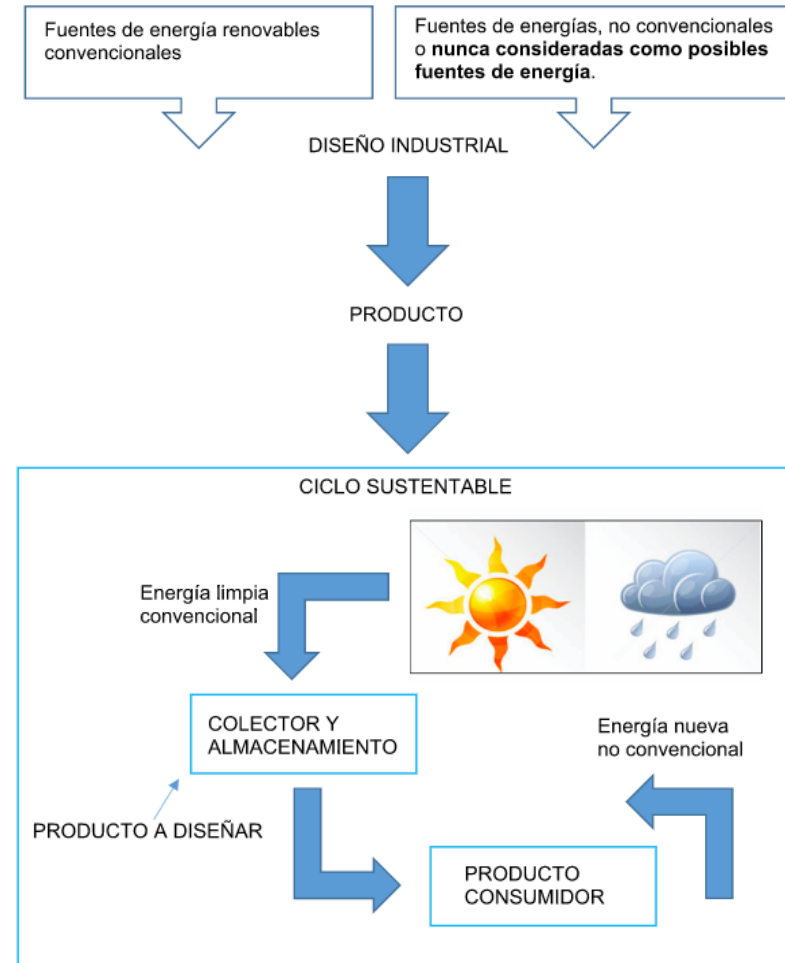 Fuentes de energía renovables
convencionales
Fuentes de energías, no convencionales
o nunca consideradas como posibles
fuentes de energía.
DISEÑO INDUSTRIAL
PRODUCTO
CICLO SUSTENTABLE
Energía limpia
convencional
COLECTOR Y
ALMACENAMIENTO
Energía nueva
no convencional
PRODUCTO A DISEÑAR
PRODUCTO
CONSUMIDOR